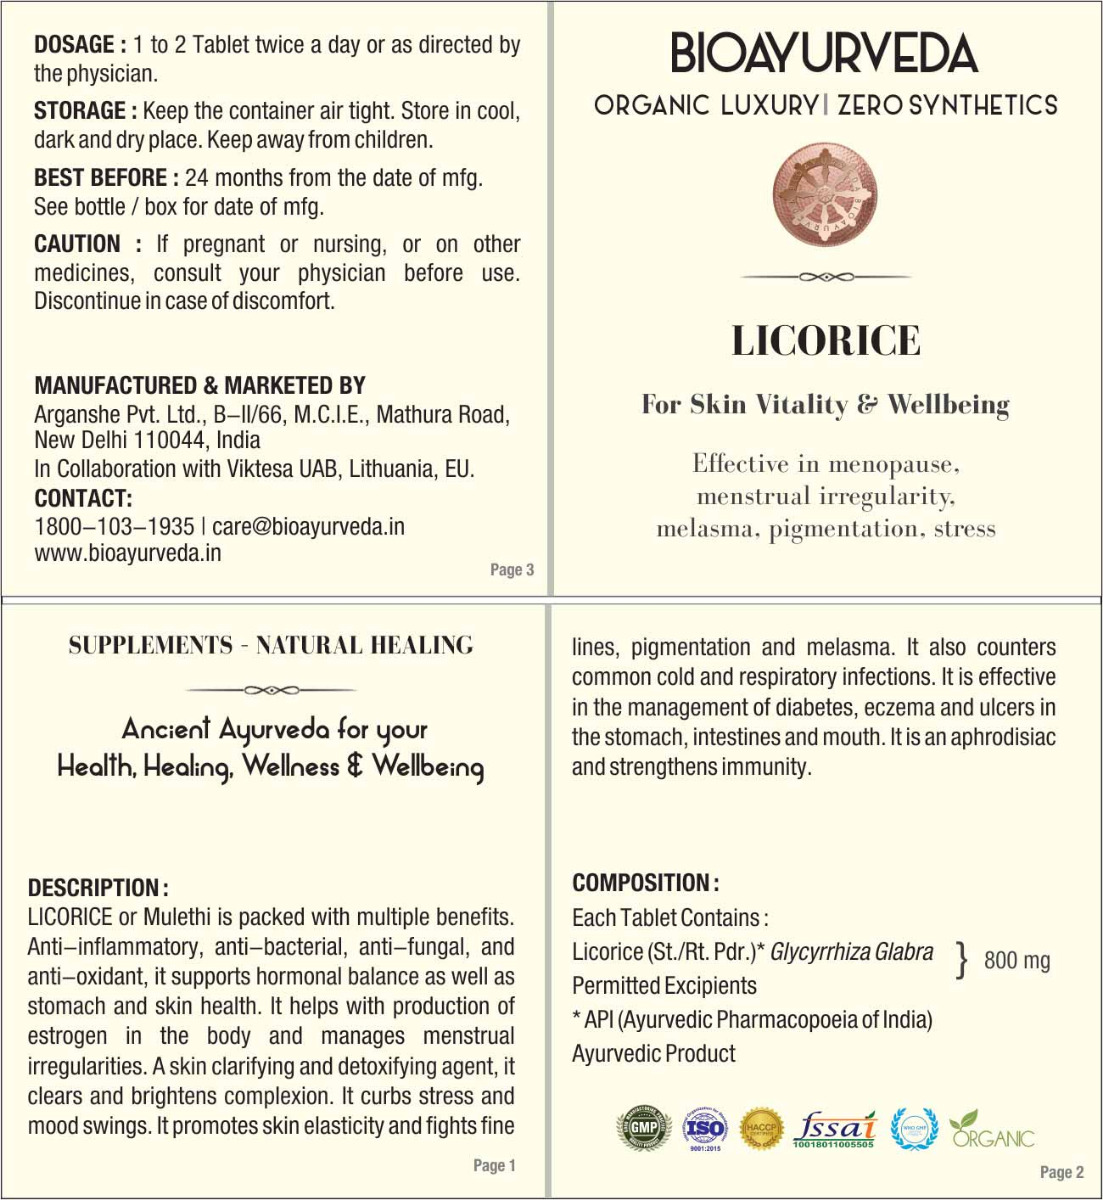 DOSAGE : 1 to 2 Tablet twice a day or as directed by
the physician.
STORAGE : Keep the container air tight. Store in cool,
dark and dry place. Keep away from children.
BEST BEFORE : 24 months from the date of mfg.
See bottle / box for date of mfg.
CAUTION : If pregnant or nursing, or on other
medicines, consult your physician before use.
Discontinue in case of discomfort.
MANUFACTURED & MARKETED BY
Arganshe Pvt. Ltd., B–II/66, M.C.I.E., Mathura Road,
New Delhi 110044, India
In Collaboration with Viktesa UAB, Lithuania, EU.
CONTACT:
1800–103–1935 | care@bioayurveda.in
www.bioayurveda.in
Page 3
BIOAYURVEDA
ORGANIC LUXURY| ZERO SYNTHETICS
LICORICE
For Skin Vitality & Wellbeing
Effective in menopause,
menstrual irregularity,
melasma, pigmentation, stress
SUPPLEMENTS - NATURAL HEALING
Ancient Ayurveda for your
Health, Healing, Wellness & Wellbeing
DESCRIPTION :
LICORICE or Mulethi is packed with multiple benefits.
Anti–inflammatory, anti–bacterial, anti–fungal, and
anti–oxidant, it supports hormonal balance as well as
stomach and skin health. It helps with production of
estrogen in the body and manages menstrual
irregularities. A skin clarifying and detoxifying agent, it
clears and brightens complexion. It curbs stress and
mood swings. It promotes skin elasticity and fights fine
Page 1
lines, pigmentation and melasma. It also counters
common cold and respiratory infections. It is effective
in the management of diabetes, eczema and ulcers in
the stomach, intestines and mouth. It is an aphrodisiac
and strengthens immunity.
COMPOSITION :
Each Tablet Contains :
Licorice (St./Rt. Pdr.)* Glycyrrhiza Glabra } 800 mg
Permitted Excipients
* API (Ayurvedic Pharmacopoeia of India)
Ayurvedic Product
GMP
ISO
9001:2015
HACCP
fssai
10018011005505
WHO GMP
ORGANIC
Page 2